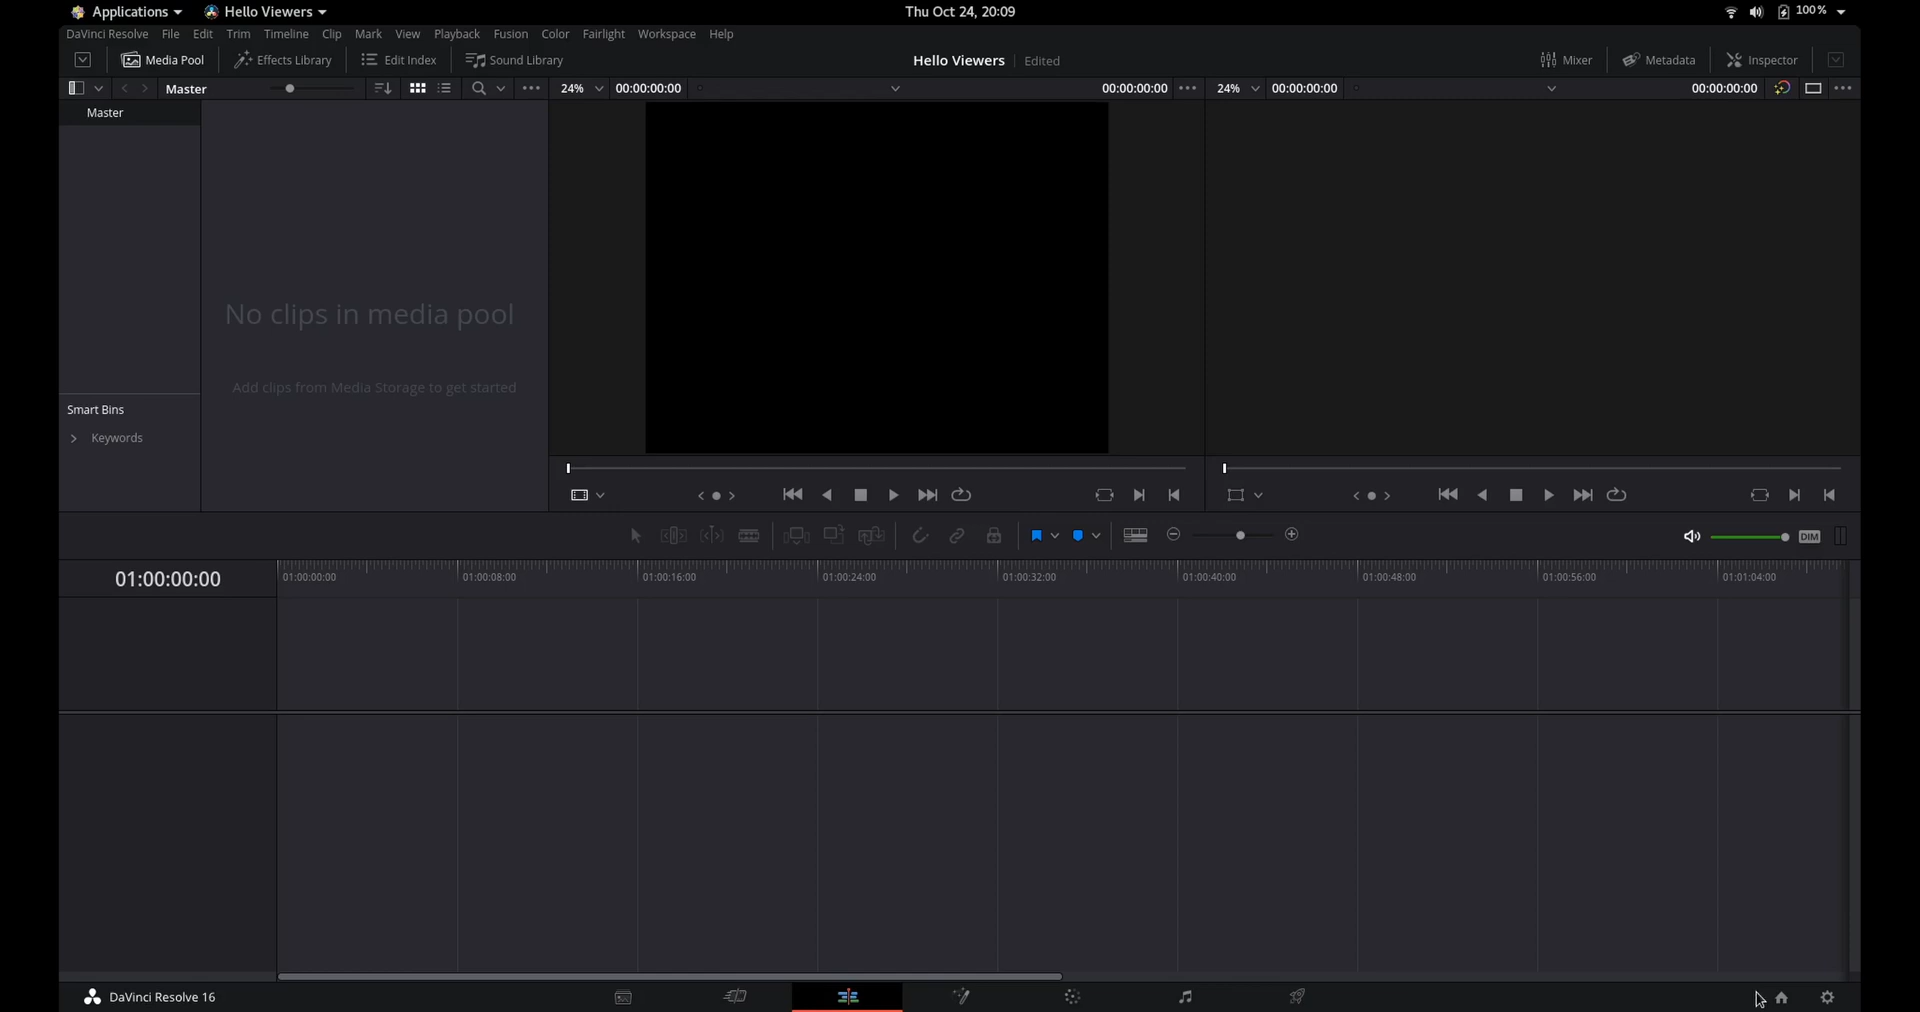 Applications Hello Viewers Thu Oct 24, 20:09 100%
DaVinci Resolve File Edit Trim Timeline Clip Mark View Playback Fusion Color Fairlight Workspace Help
Media Pool Effects Library Edit Index Sound Library Hello Viewers Edited Mixer Metadata Inspector
Master 24% 00:00:00:00 00:00:00:00 24% 00:00:00:00 00:00:00:00
Master
No clips in media pool
Add clips from Media Storage to get started
Smart Bins
Keywords
DIM
01:00:00:00 01:00:00:00 01:00:08:00 01:00:16:00 01:00:24:00 01:00:32:00 01:00:40:00 01:00:48:00 01:00:56:00 01:01:04:00
DaVinci Resolve 16